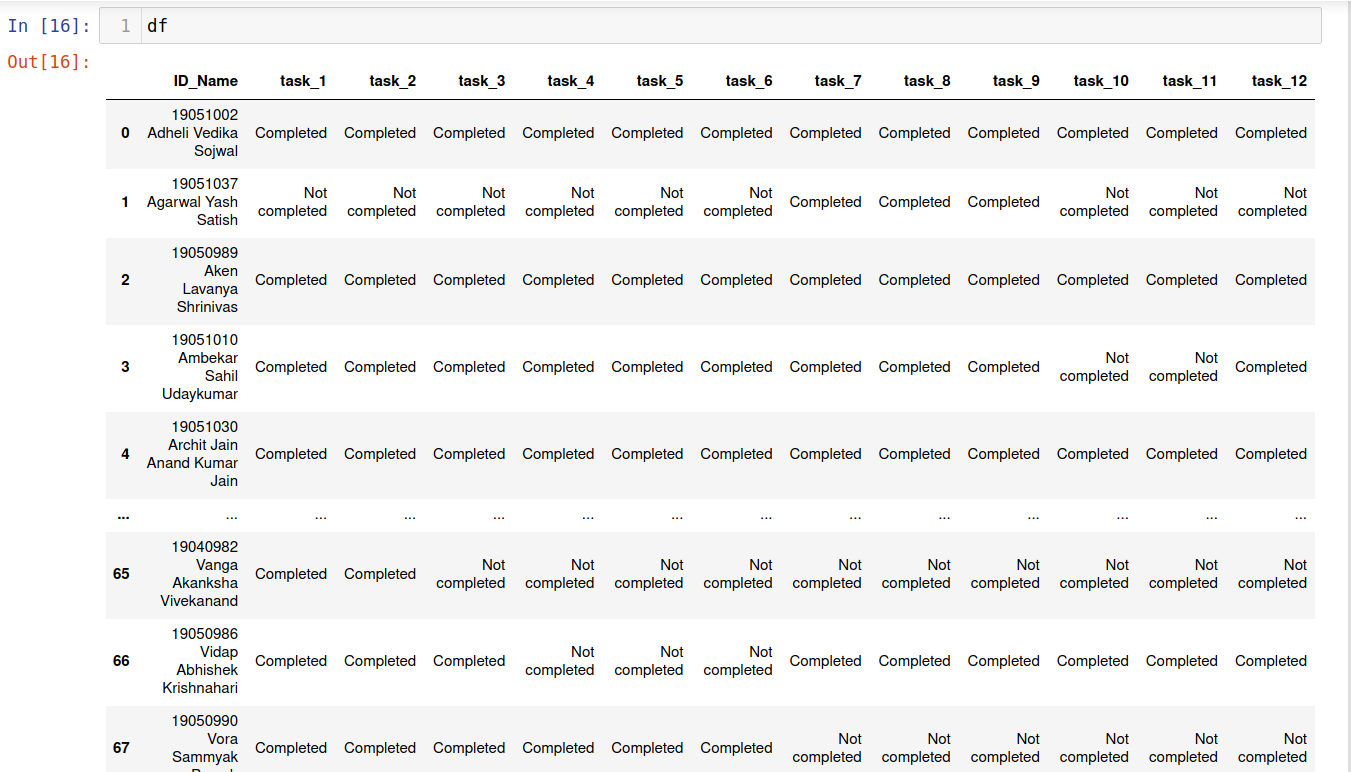 In [16]: 1 df
Out[16]:
ID_Name task_1 task_2 task_3 task_4 task_5 task_6 task_7 task_8 task_9 task_10 task_11 task_12
19051002
0 Adheli Vedika Completed Completed Completed Completed Completed Completed Completed Completed Completed Completed Completed Completed
Sojwal
19051037
Not Not Not Not Not Not Not Not Not
1 Agarwal Yash Completed Completed Completed
completed completed completed completed completed completed completed completed completed
Satish
19050989
Aken
2 Completed Completed Completed Completed Completed Completed Completed Completed Completed Completed Completed Completed
Lavanya
Shrinivas
19051010
Ambekar Not Not
3 Completed Completed Completed Completed Completed Completed Completed Completed Completed Completed
Sahil completed completed
Udaykumar
19051030
Archit Jain
4 Completed Completed Completed Completed Completed Completed Completed Completed Completed Completed Completed Completed
Anand Kumar
Jain
... ... ... ... ... ... ... ... ... ... ... ... ... ...
19040982
Vanga Not Not Not Not Not Not Not Not Not Not
65 Completed Completed
Akanksha completed completed completed completed completed completed completed completed completed completed
Vivekanand
19050986
Vidap Not Not Not
66 Completed Completed Completed Completed Completed Completed Completed Completed Completed
Abhishek completed completed completed
Krishnahari
19050990
Vora Not Not Not Not Not Not
67 Completed Completed Completed Completed Completed Completed
Sammyak completed completed completed completed completed completed